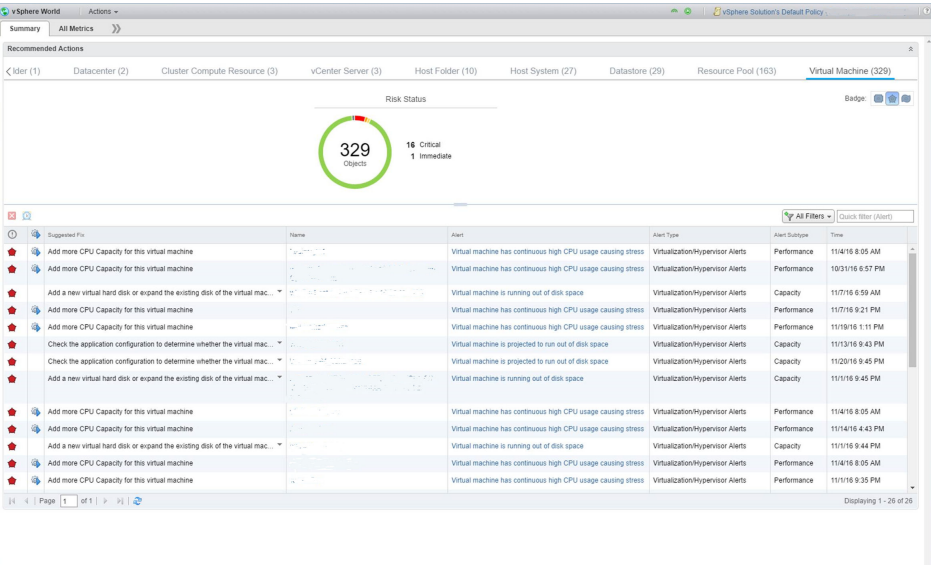 vSphere World Actions vSphere Solution's Default Policy
Summary All Metrics
Recommended Actions
lder (1) Datacenter (2) Cluster Compute Resource (3) vCenter Server (3) Host Folder (10) Host System (27) Datastore (29) Resource Pool (163) Virtual Machine (329)
Risk Status Badge:
329
Objects
16 Critical
1 Immediate
All Filters Quick filter (Alert)
Suggested Fix Name Alert Alert Type Alert Subtype Time
Add more CPU Capacity for this virtual machine Virtual machine has continuous high CPU usage causing stress Virtualization/Hypervisor Alerts Performance 11/4/16 8:05 AM
Add more CPU Capacity for this virtual machine Virtual machine has continuous high CPU usage causing stress Virtualization/Hypervisor Alerts Performance 10/31/16 6:57 PM
Add a new virtual hard disk or expand the existing disk of the virtual mac... Virtual machine is running out of disk space Virtualization/Hypervisor Alerts Capacity 11/7/16 6:59 AM
Add more CPU Capacity for this virtual machine Virtual machine has continuous high CPU usage causing stress Virtualization/Hypervisor Alerts Performance 11/7/16 9:21 PM
Add more CPU Capacity for this virtual machine Virtual machine has continuous high CPU usage causing stress Virtualization/Hypervisor Alerts Performance 11/19/16 1:11 PM
Check the application configuration to determine whether the virtual mac... Virtual machine is projected to run out of disk space Virtualization/Hypervisor Alerts Capacity 11/13/16 9:43 PM
Check the application configuration to determine whether the virtual mac... Virtual machine is projected to run out of disk space Virtualization/Hypervisor Alerts Capacity 11/20/16 9:45 PM
Add a new virtual hard disk or expand the existing disk of the virtual mac... Virtual machine is running out of disk space Virtualization/Hypervisor Alerts Capacity 11/1/16 9:45 PM
Add more CPU Capacity for this virtual machine Virtual machine has continuous high CPU usage causing stress Virtualization/Hypervisor Alerts Performance 11/4/16 8:05 AM
Add more CPU Capacity for this virtual machine Virtual machine has continuous high CPU usage causing stress Virtualization/Hypervisor Alerts Performance 11/14/16 4:43 PM
Add a new virtual hard disk or expand the existing disk of the virtual mac... Virtual machine is running out of disk space Virtualization/Hypervisor Alerts Capacity 11/1/16 9:44 PM
Add more CPU Capacity for this virtual machine Virtual machine has continuous high CPU usage causing stress Virtualization/Hypervisor Alerts Performance 11/4/16 8:05 AM
Add more CPU Capacity for this virtual machine Virtual machine has continuous high CPU usage causing stress Virtualization/Hypervisor Alerts Performance 11/1/16 9:35 PM
Page 1 of 1 Displaying 1 - 26 of 26